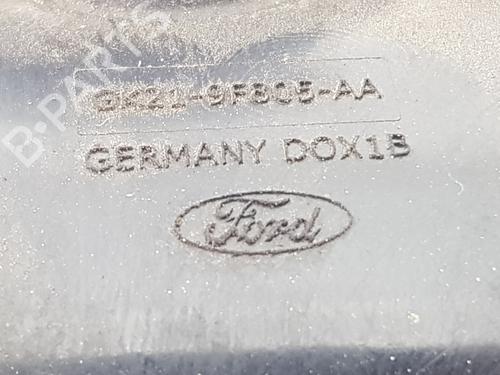 B-PARTS
GK21-9F805-AA
GERMANY DOX1B
Ford